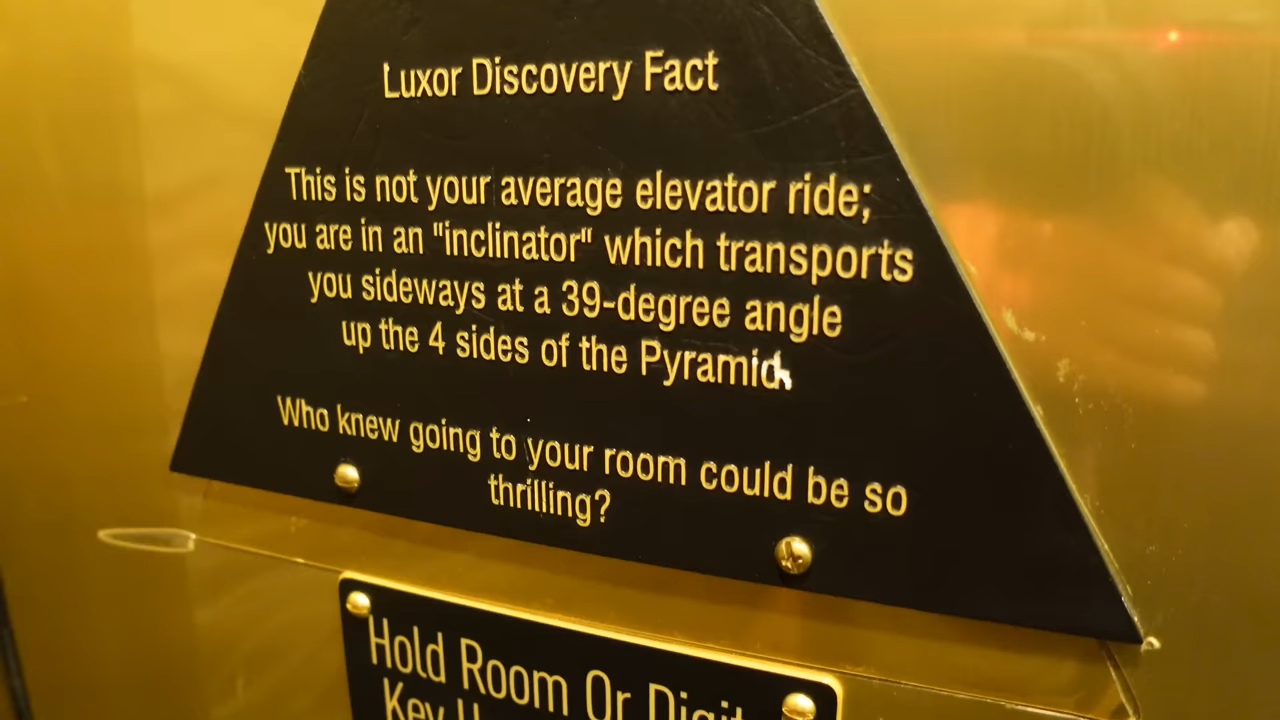 Luxor Discovery Fact
This is not your average elevator ride;
you are in an "inclinator" which transports
you sideways at a 39-degree angle
up the 4 sides of the Pyramid
Who knew going to your room could be so
thrilling?
Hold Room Or
Key